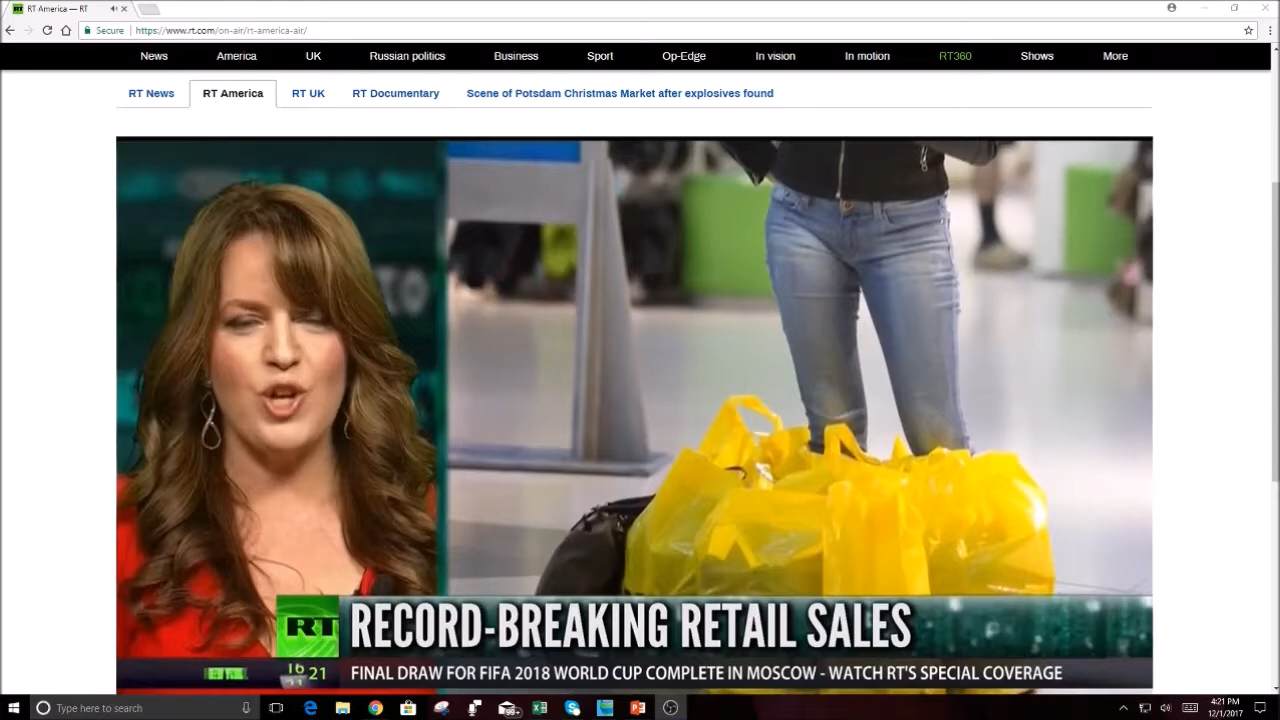 RT America — RT
Secure https://www.rt.com/on-air/rt-america-air/
News America UK Russian politics Business Sport Op-Edge In vision In motion RT360 Shows More
RT News RT America RT UK RT Documentary Scene of Potsdam Christmas Market after explosives found
RT RECORD-BREAKING RETAIL SALES
21 FINAL DRAW FOR FIFA 2018 WORLD CUP COMPLETE IN MOSCOW - WATCH RT'S SPECIAL COVERAGE
Type here to search
4:21 PM
12/1/2017